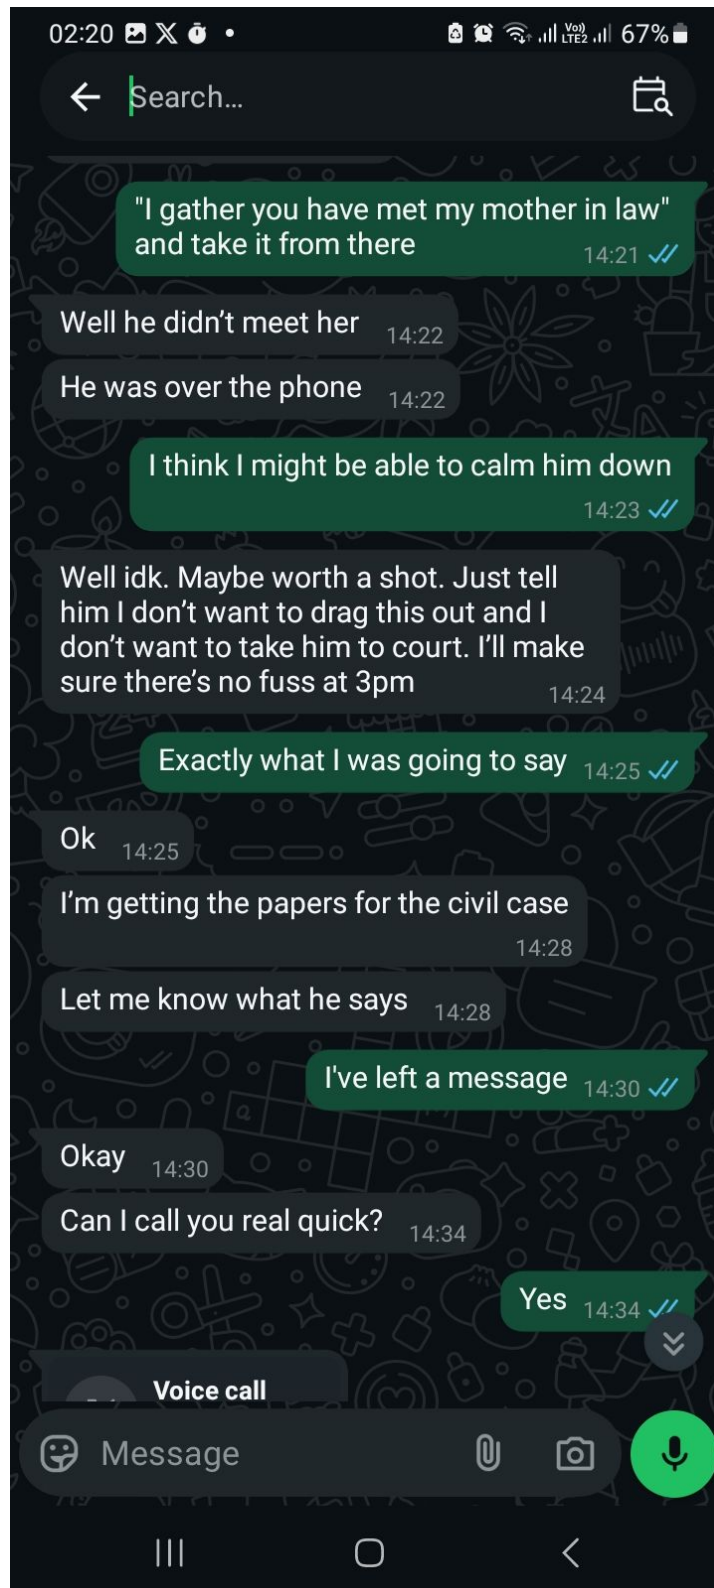 02:20
Vo))
LTE2
67%
Search...
"I gather you have met my mother in law"
and take it from there
14:21
Well he didn't meet her
14:22
He was over the phone
14:22
I think I might be able to calm him down
14:23
Well idk. Maybe worth a shot. Just tell
him I don't want to drag this out and I
don't want to take him to court. I'll make
sure there's no fuss at 3pm
14:24
Exactly what I was going to say
14:25
Ok
14:25
I'm getting the papers for the civil case
14:28
Let me know what he says
14:28
I've left a message
14:30
Okay
14:30
Can I call you real quick?
14:34
Yes
14:34
Voice call
Message